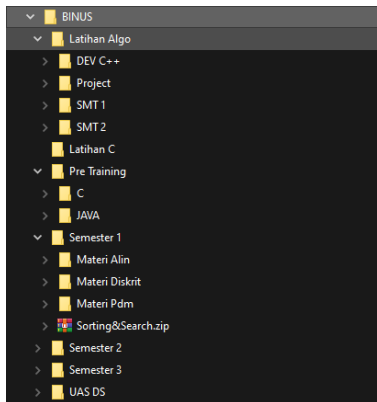 BINUS
Latihan Algo
DEV C++
Project
SMT 1
SMT 2
Latihan C
Pre Training
C
JAVA
Semester 1
Materi Alin
Materi Diskrit
Materi Pdm
Sorting&Search.zip
Semester 2
Semester 3
UAS DS